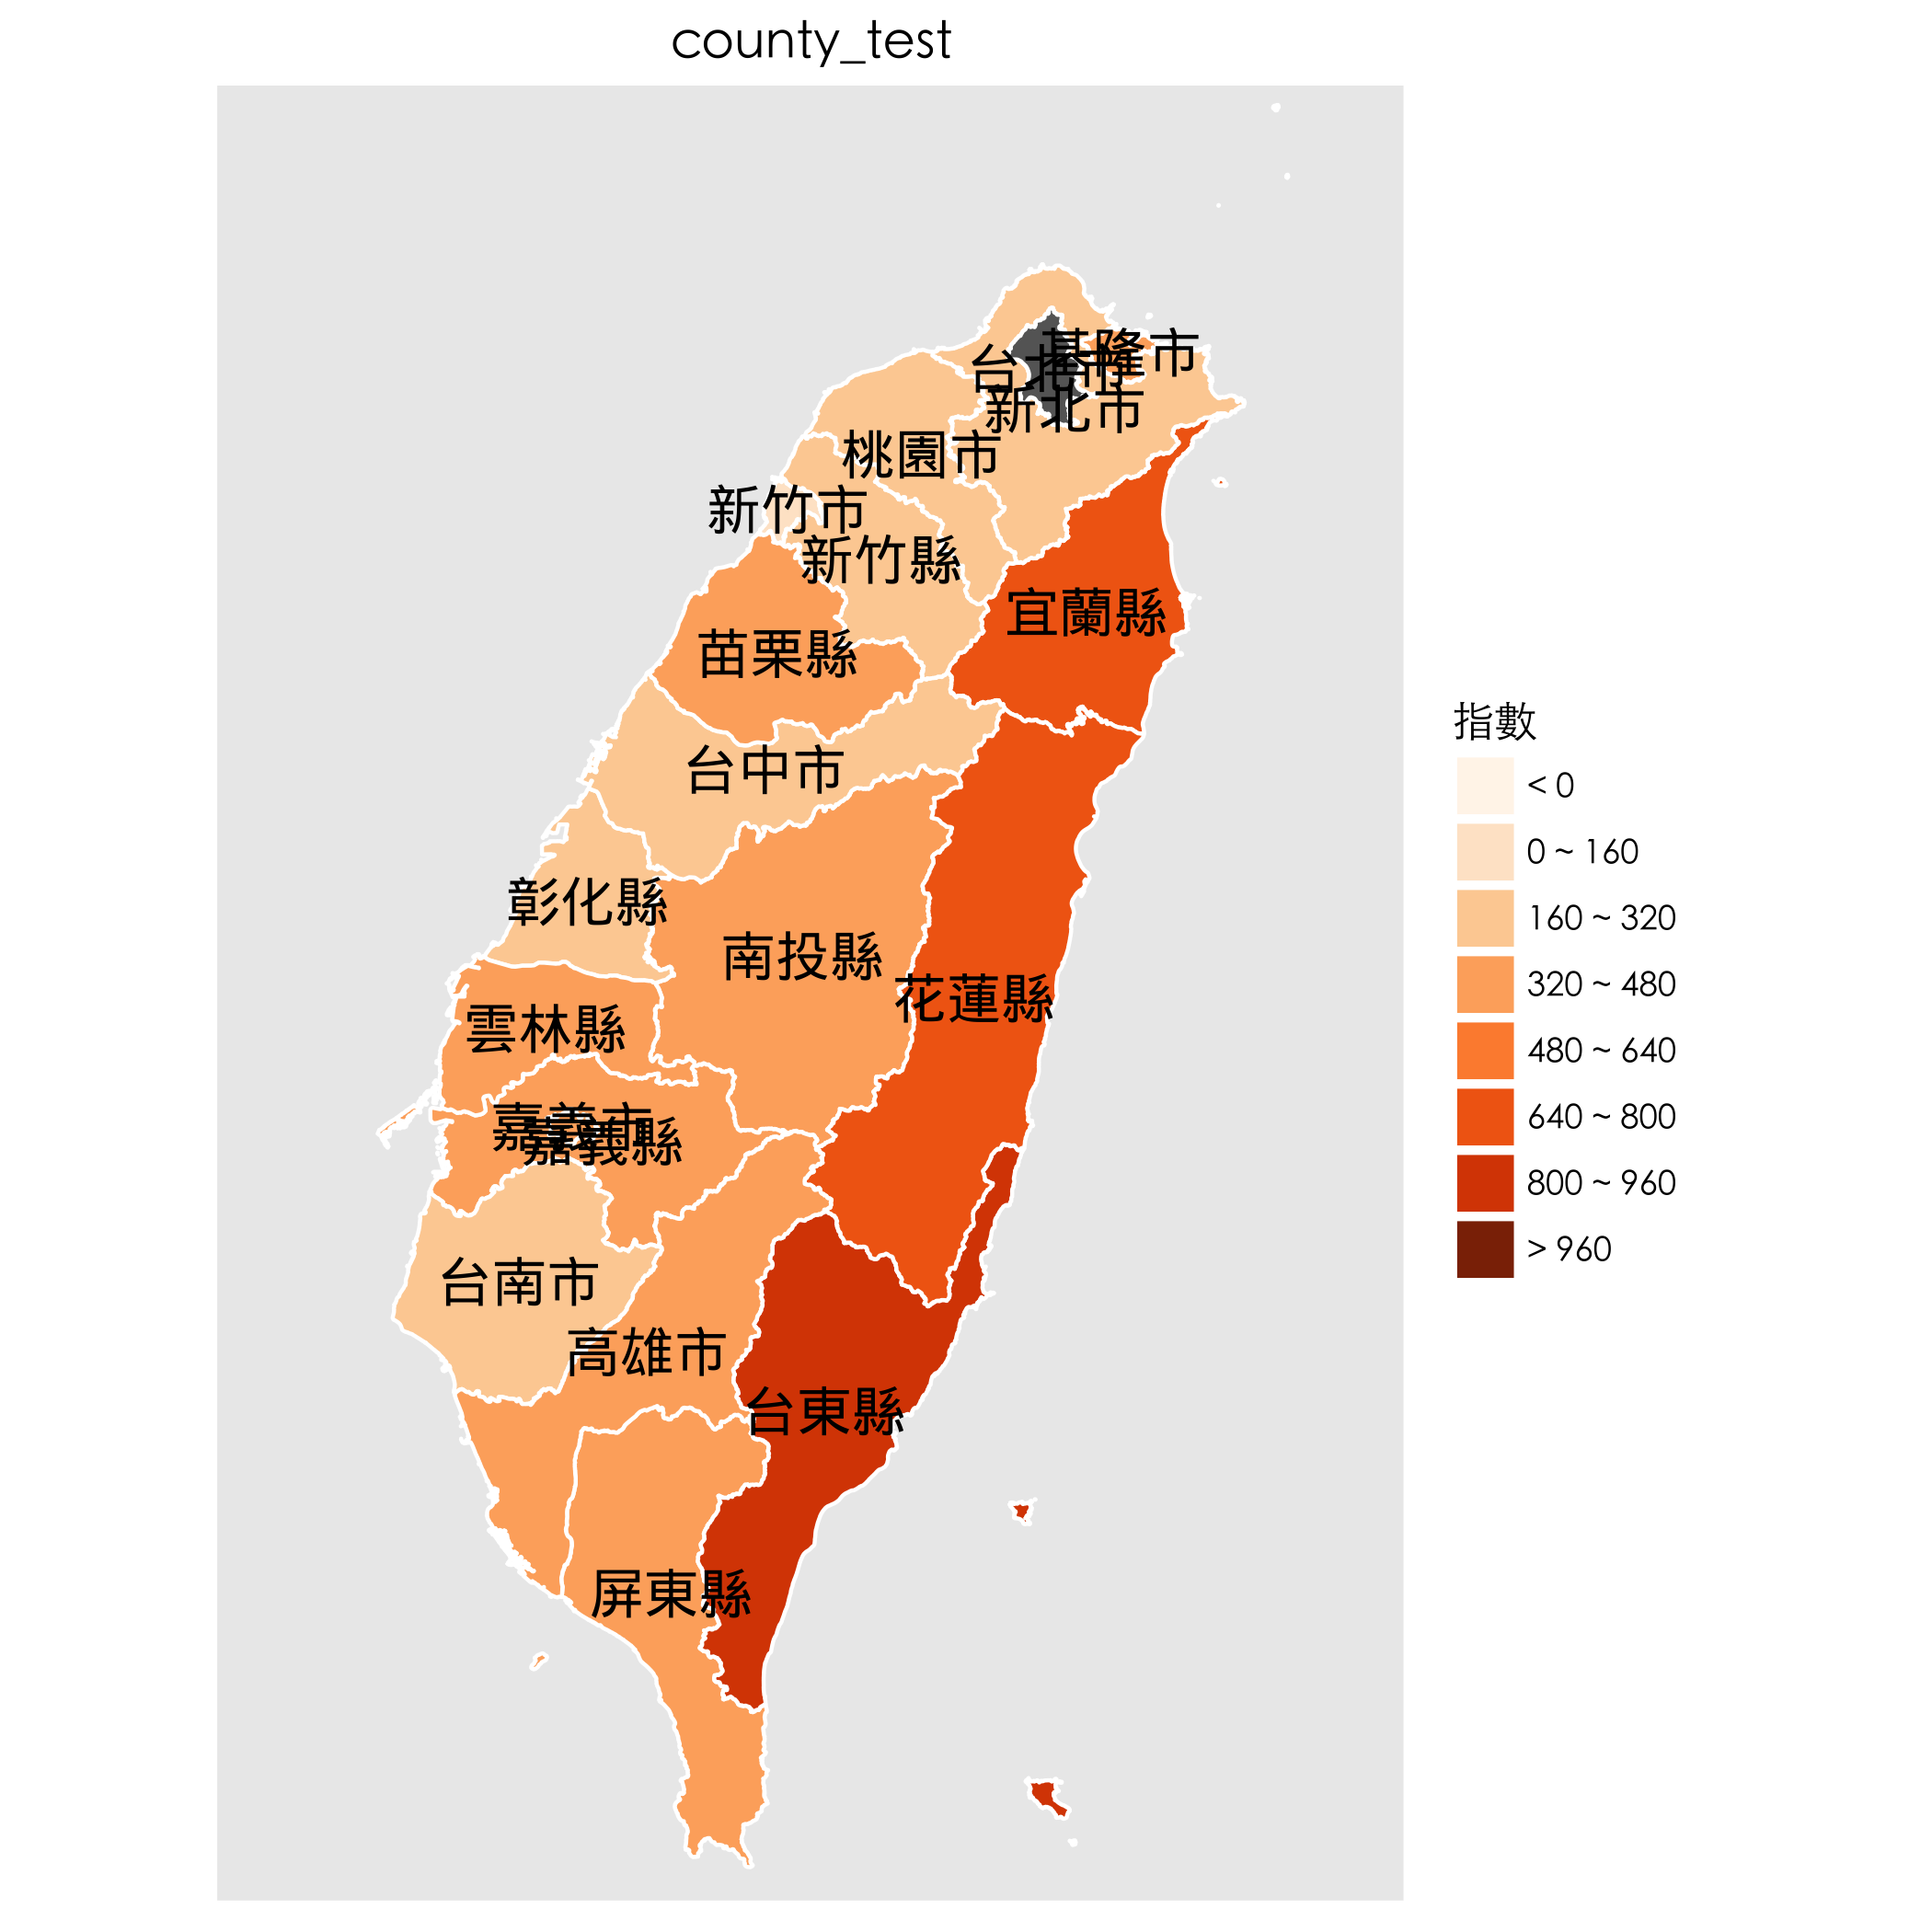 county_test
基隆市
台北市
新北市
桃園市
新竹市
新竹縣
宜蘭縣
苗栗縣
台中市
彰化縣
南投縣
花蓮縣
雲林縣
嘉義市
嘉義縣
台南市
高雄市
台東縣
屏東縣
指數
< 0
0 ~ 160
160 ~ 320
320 ~ 480
480 ~ 640
640 ~ 800
800 ~ 960
> 960